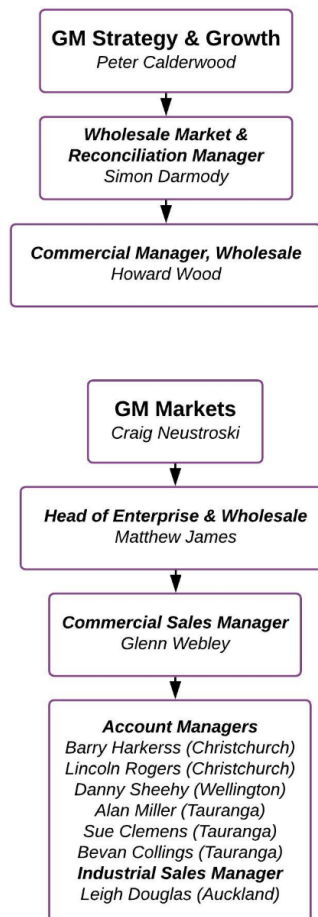 GM Strategy & Growth
Peter Calderwood
Wholesale Market &
Reconciliation Manager
Simon Darmody
Commercial Manager, Wholesale
Howard Wood
GM Markets
Craig Neustroski
Head of Enterprise & Wholesale
Matthew James
Commercial Sales Manager
Glenn Webley
Account Managers
Barry Harkerss (Christchurch)
Lincoln Rogers (Christchurch)
Danny Sheehy (Wellington)
Alan Miller (Tauranga)
Sue Clemens (Tauranga)
Bevan Collings (Tauranga)
Industrial Sales Manager
Leigh Douglas (Auckland)